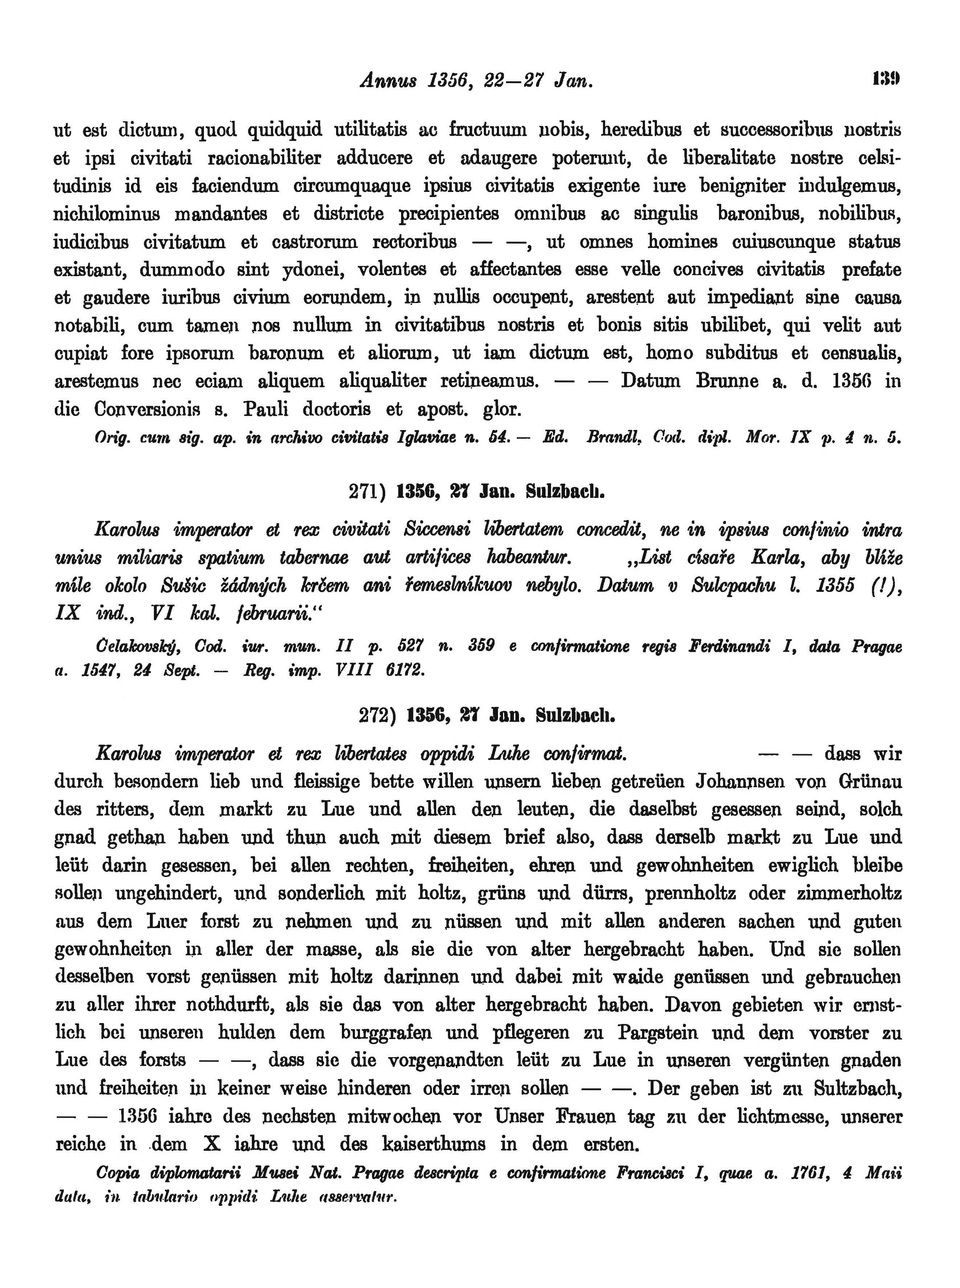 Annus 1356, 22—27 Jan. 139
ut est dictum, quod quidquid utilitatis ac fructuum nobis, heredibus et successoribus nostris
et ipsi civitati racionabiliter adducere et adaugere poterunt, de liberalitate nostre celsi-
tudinis id eis faciendum circumquaque ipsius civitatis exigente iure benigniter indulgemus,
nichilominus mandantes et districte precipientes omnibus ac singulis baronibus, nobilibus,
iudicibus civitatum et castrorum rectoribus — —, ut omnes homines cuiuscunque status
existant, dummodo sint ydonei, volentes et affectantes esse velle concives civitatis prefate
et gaudere iuribus civium eorundem, in nullis occupent, arestent aut impediant sine causa
notabili, cum tamen nos nullum in civitatibus nostris et bonis sitis ubilibet, qui velit aut
cupiat fore ipsorum baronum et aliorum, ut iam dictum est, homo subditus et censualis,
arestemus nec eciam aliquem aliqualiter retineamus. — — Datum Brunne a. d. 1356 in
die Conversionis s. Pauli doctoris et apost. glor.
Orig. cum sig. ap. in archivo civitatis Iglaviae n. 54. — Ed. Brandl, Cod. dipl. Mor. IX p. 4 n. 5.
271) 1356, 27 Jan. Sulzbach.
Karolus imperator et rex civitati Siccensi libertatem concedit, ne in ipsius confinio intra
unius miliaris spatium tabernae aut artifices habeantur. „List císaře Karla, aby blíže
míle okolo Sušic žádných krčem ani řemeslníkuov nebylo. Datum v Sulcpachu l. 1355 (!),
IX ind., VI kal. februarii.“
Čelakovský, Cod. iur. mun. II p. 527 n. 359 e confirmatione regis Ferdinandi I, data Pragae
a. 1547, 24 Sept. — Reg. imp. VIII 6172.
272) 1356, 27 Jan. Sulzbach.
Karolus imperator et rex libertates oppidi Luhe confirmat. — — dass wir
durch besondern lieb und fleissige bette willen unsern lieben getreüen Johannsen von Grünau
des ritters, dem markt zu Lue und allen den leuten, die daselbst gesessen seind, solch
gnad gethan haben und thun auch mit diesem brief also, dass derselb markt zu Lue und
leüt darin gesessen, bei allen rechten, freiheiten, ehren und gewohnheiten ewiglich bleibe
sollen ungehindert, und sonderlich mit holtz, grüns und dürrs, prennholtz oder zimmerholtz
aus dem Luer forst zu nehmen und zu nüssen und mit allen anderen sachen und guten
gewohnheiten in aller der masse, als sie die von alter hergebracht haben. Und sie sollen
desselben vorst genüssen mit holtz darinnen und dabei mit waide genüssen und gebrauchen
zu aller ihrer nothdurft, als sie das von alter hergebracht haben. Davon gebieten wir ernst-
lich bei unseren hulden dem burggrafen und pflegeren zu Pargstein und dem vorster zu
Lue des forsts — —, dass sie die vorgenandten leüt zu Lue in unseren vergünten gnaden
und freiheiten in keiner weise hinderen oder irren sollen — —. Der geben ist zu Sultzbach,
— — 1356 iahre des nechsten mitwochen vor Unser Frauen tag zu der lichtmesse, unserer
reiche in dem X iahre und des kaiserthums in dem ersten.
Copia diplomatarii Musei Nat. Pragae descripta e confirmatione Francisci I, quae a. 1761, 4 Maii
data, in tabulario oppidi Luhe asservatur.